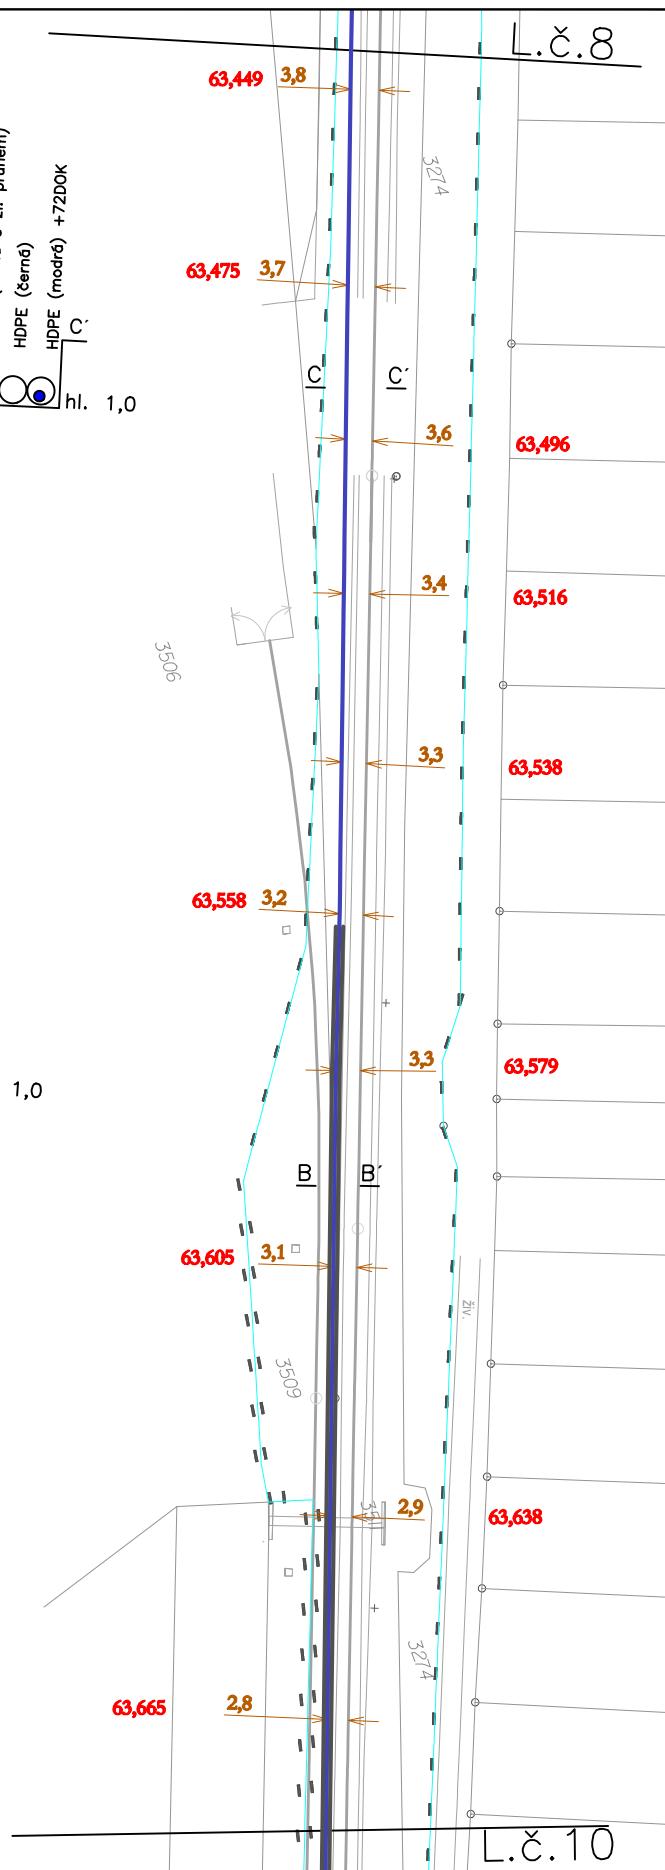 L.č.8
63,449 3,8
3274
HDPE (černá)
HDPE (modrá) +72DOK
63,475 3,7
C´
C C´
hl. 1,0
3,6 63,496
3,4 63,516
3506
3,3 63,538
63,558 3,2
3,3 63,579
1,0
B B´
63,605 3,1
živ.
3509
2,9 63,638
3274
63,665 2,8
L.č.10